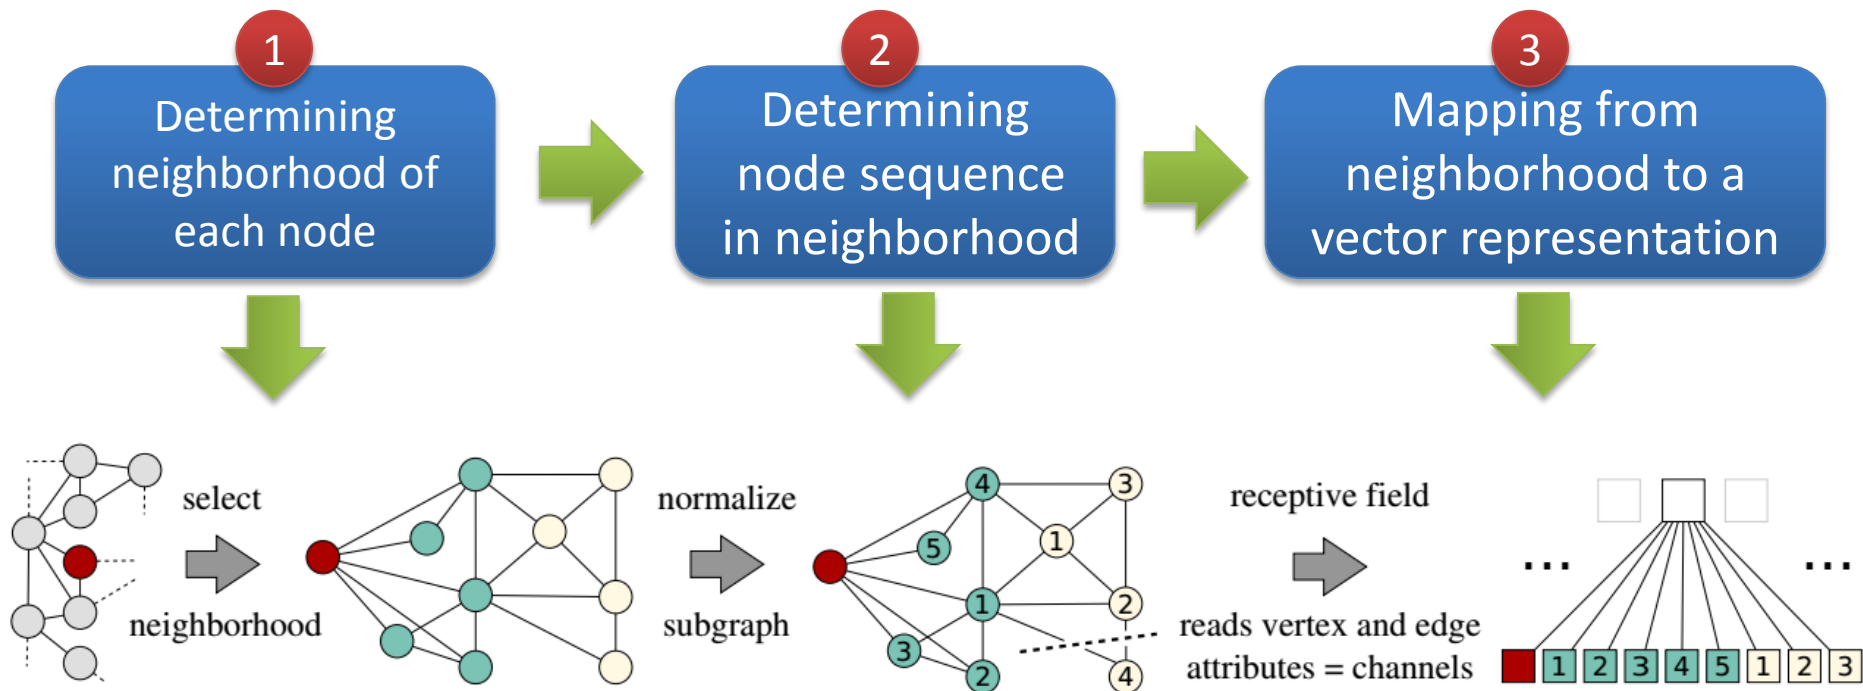 1
Determining
neighborhood of
each node
2
Determining
node sequence
in neighborhood
3
Mapping from
neighborhood to a
vector representation
select
neighborhood
normalize
subgraph
4
3
5
1
1
2
3
2
4
receptive field
reads vertex and edge
attributes = channels
...
...
1 2 3 4 5 1 2 3